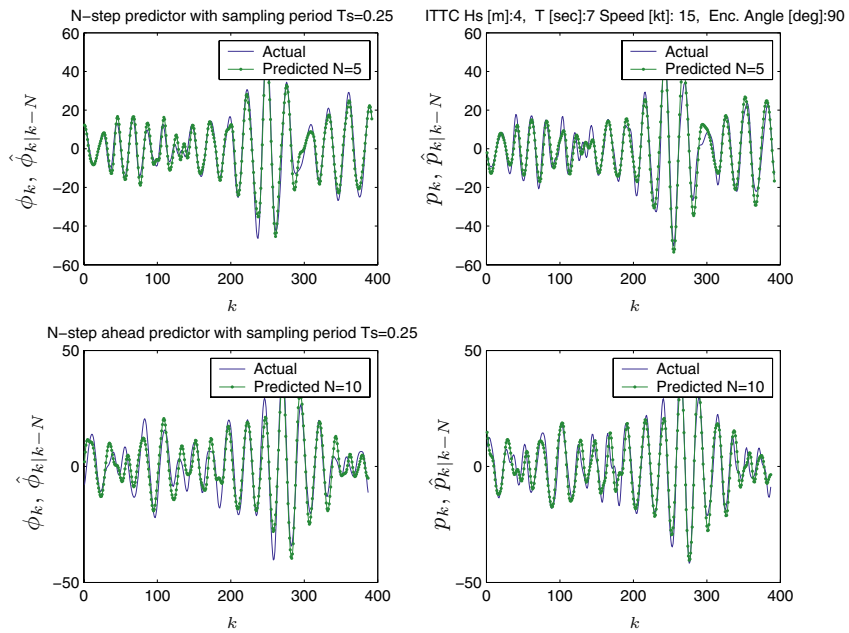 N−step predictor with sampling period Ts=0.25
ITTC Hs [m]:4, T [sec]:7 Speed [kt]: 15, Enc. Angle [deg]:90
60
40
20
0
−20
−40
−60
0
100
200
300
400
k
ϕ_k, ϕ̂_{k|k−N}
Actual
Predicted N=5
60
40
20
0
−20
−40
−60
0
100
200
300
400
k
p_k, p̂_{k|k−N}
Actual
Predicted N=5
N−step ahead predictor with sampling period Ts=0.25
50
0
−50
0
100
200
300
400
k
ϕ_k, ϕ̂_{k|k−N}
Actual
Predicted N=10
50
0
−50
0
100
200
300
400
k
p_k, p̂_{k|k−N}
Actual
Predicted N=10